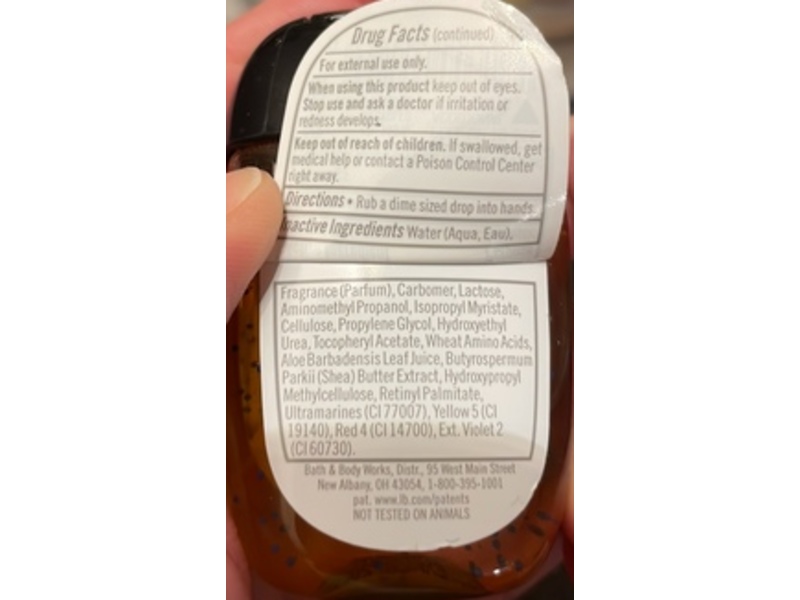 Drug Facts (continued)
For external use only.
When using this product keep out of eyes.
Stop use and ask a doctor if irritation or
redness develops.
Keep out of reach of children. If swallowed, get
medical help or contact a Poison Control Center
right away.
Directions • Rub a dime sized drop into hands.
Inactive Ingredients Water (Aqua, Eau),
Fragrance (Parfum), Carbomer, Lactose,
Aminomethyl Propanol, Isopropyl Myristate,
Cellulose, Propylene Glycol, Hydroxyethyl
Urea, Tocopheryl Acetate, Wheat Amino Acids,
Aloe Barbadensis Leaf Juice, Butyrospermum
Parkii (Shea) Butter Extract, Hydroxypropyl
Methylcellulose, Retinyl Palmitate,
Ultramarines (CI 77007), Yellow 5 (CI
19140), Red 4 (CI 14700), Ext. Violet 2
(CI 60730).
Bath & Body Works, Distr., 95 West Main Street
New Albany, OH 43054, 1-800-395-1001
pat. www.lb.com/patents
NOT TESTED ON ANIMALS